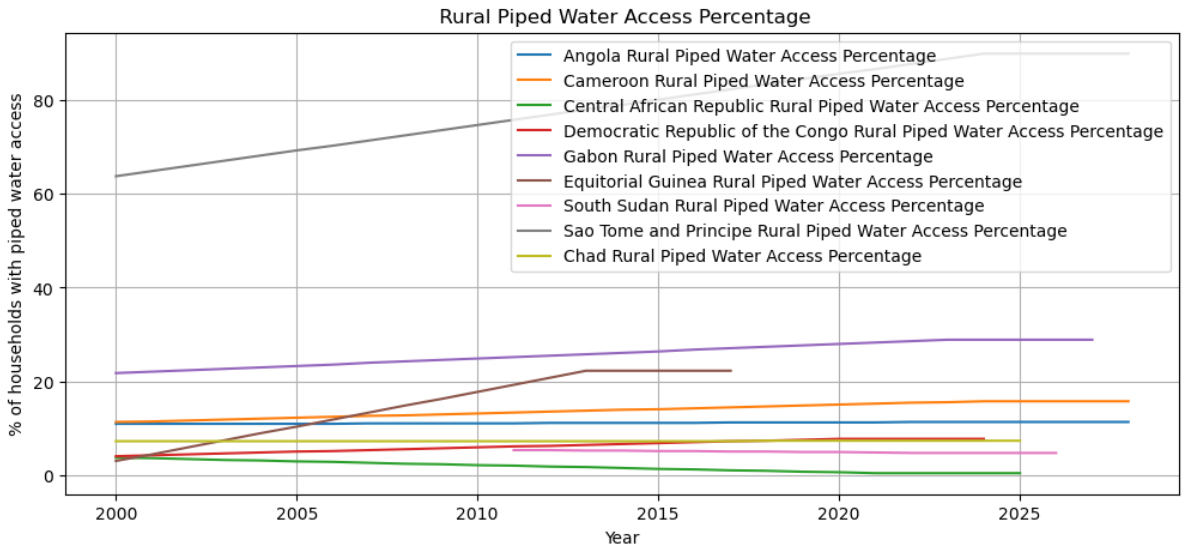 Rural Piped Water Access Percentage
% of households with piped water access
80
60
40
20
0
Angola Rural Piped Water Access Percentage
Cameroon Rural Piped Water Access Percentage
Central African Republic Rural Piped Water Access Percentage
Democratic Republic of the Congo Rural Piped Water Access Percentage
Gabon Rural Piped Water Access Percentage
Equitorial Guinea Rural Piped Water Access Percentage
South Sudan Rural Piped Water Access Percentage
Sao Tome and Principe Rural Piped Water Access Percentage
Chad Rural Piped Water Access Percentage
2000 2005 2010 2015 2020 2025
Year